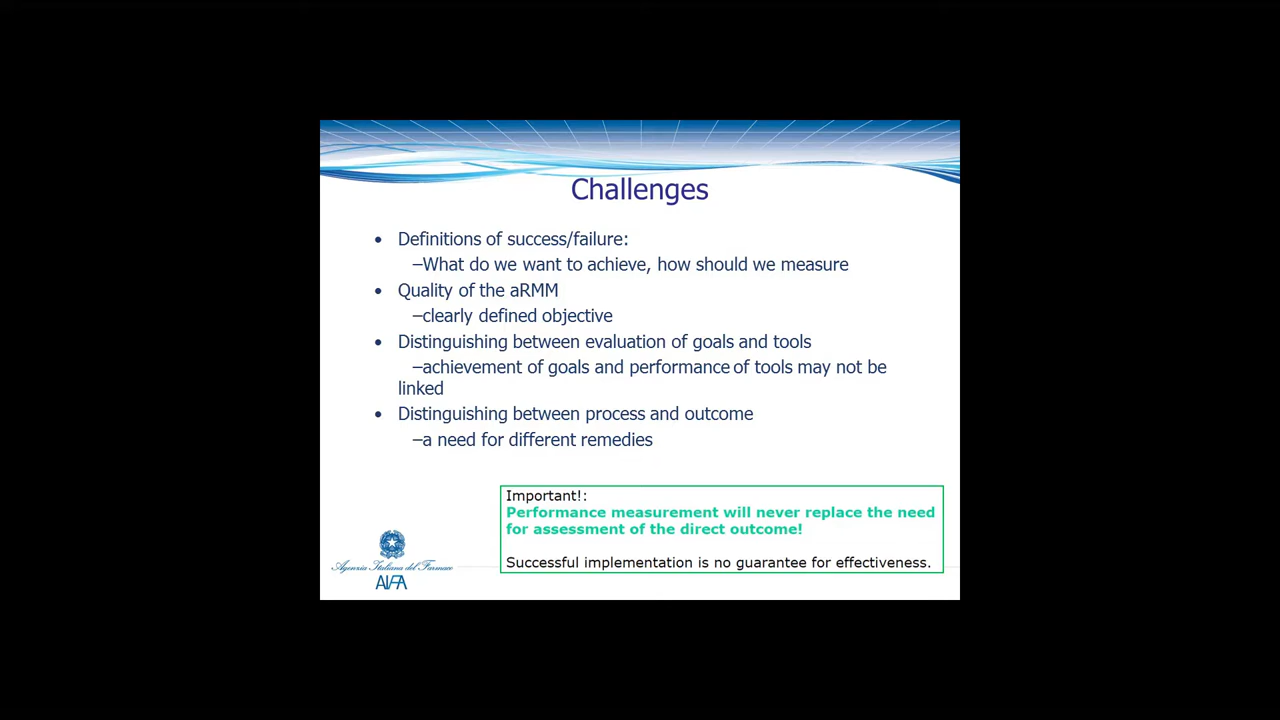 Challenges
• Definitions of success/failure:
–What do we want to achieve, how should we measure
• Quality of the aRMM
–clearly defined objective
• Distinguishing between evaluation of goals and tools
–achievement of goals and performance of tools may not be
linked
• Distinguishing between process and outcome
–a need for different remedies
Important!:
Performance measurement will never replace the need
for assessment of the direct outcome!
Successful implementation is no guarantee for effectiveness.
Agenzia Italiana del Farmaco
AIFA